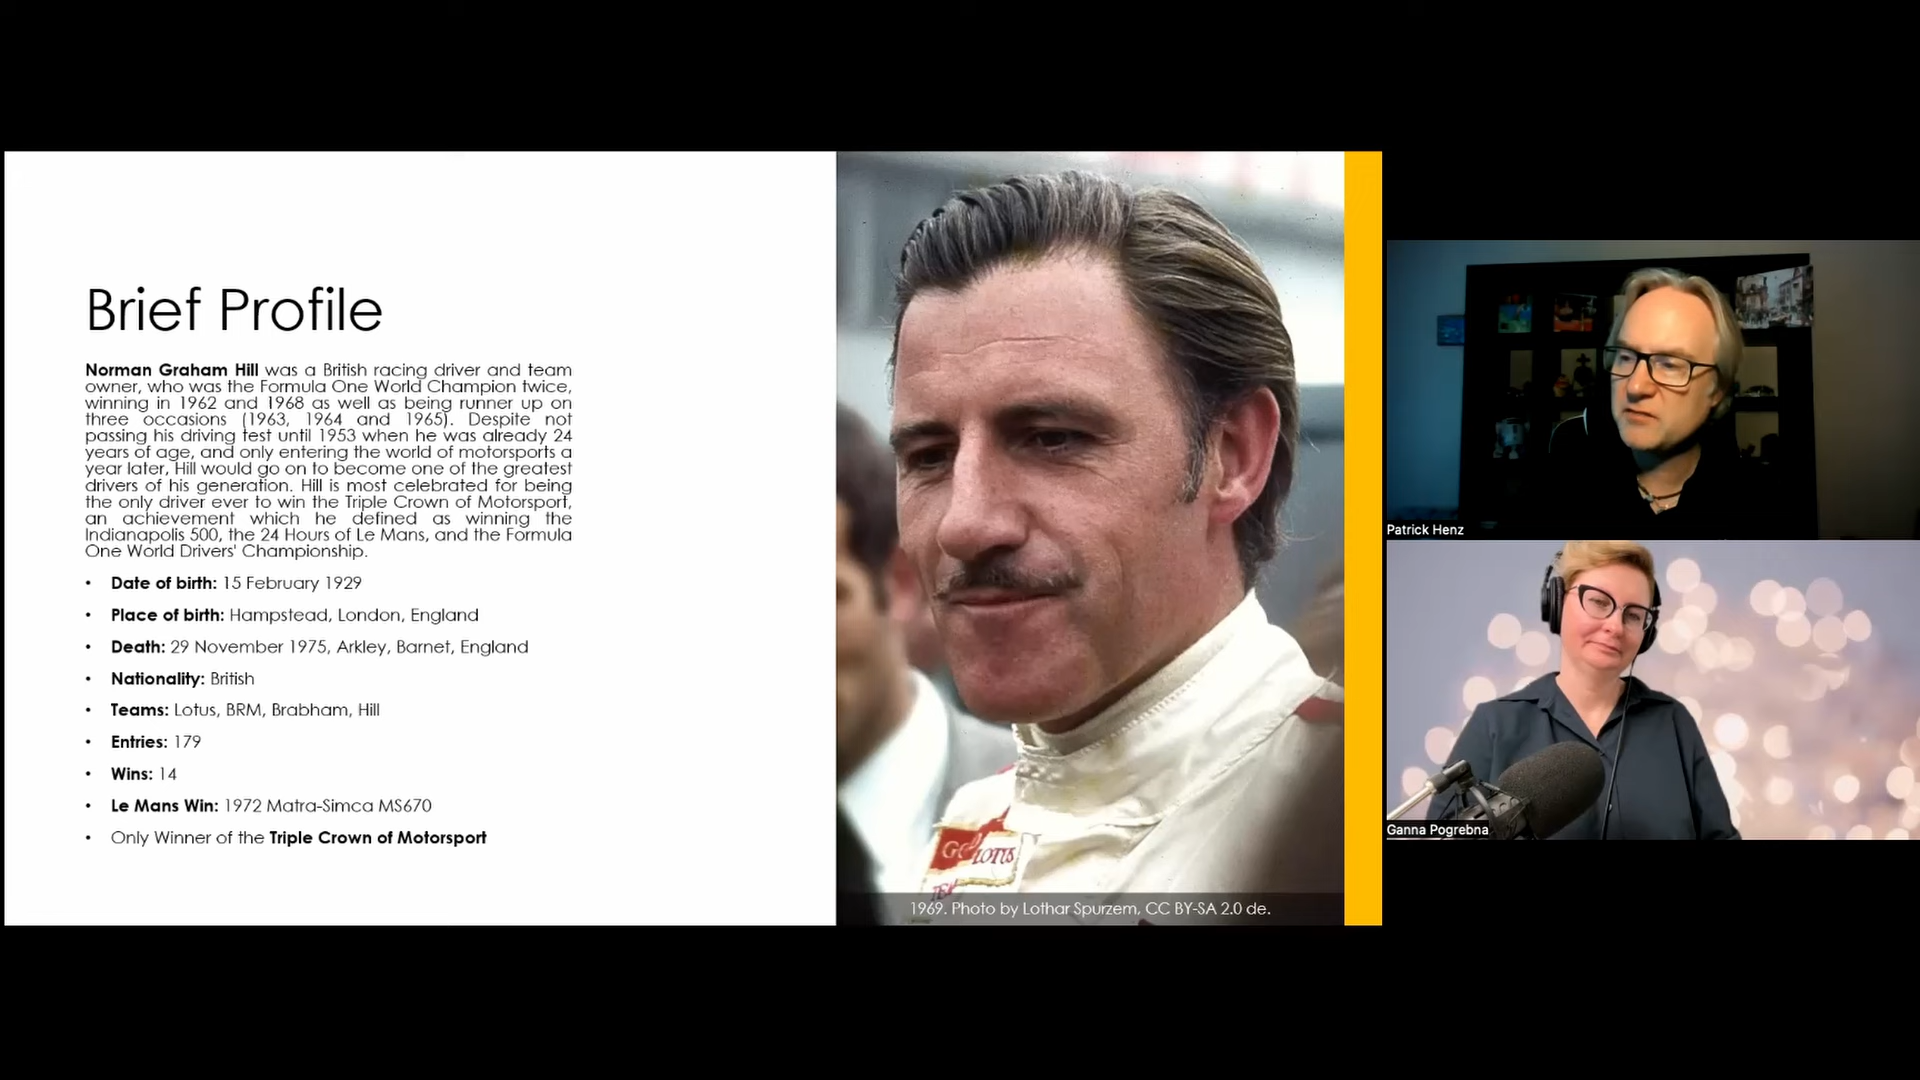 Brief Profile
Norman Graham Hill was a British racing driver and team
owner, who was the Formula One World Champion twice,
winning in 1962 and 1968 as well as being runner up on
three occasions (1963, 1964 and 1965). Despite not
passing his driving test until 1953 when he was already 24
years of age, and only entering the world of motorsports a
year later, Hill would go on to become one of the greatest
drivers of his generation. Hill is most celebrated for being
the only driver ever to win the Triple Crown of Motorsport,
an achievement which he defined as winning the
Indianapolis 500, the 24 Hours of Le Mans, and the Formula
One World Drivers' Championship.
• Date of birth: 15 February 1929
• Place of birth: Hampstead, London, England
• Death: 29 November 1975, Arkley, Barnet, England
• Nationality: British
• Teams: Lotus, BRM, Brabham, Hill
• Entries: 179
• Wins: 14
• Le Mans Win: 1972 Matra-Simca MS670
• Only Winner of the Triple Crown of Motorsport
LOTUS
1969. Photo by Lothar Spurzem, CC BY-SA 2.0 de.
Patrick Henz
Ganna Pogrebna